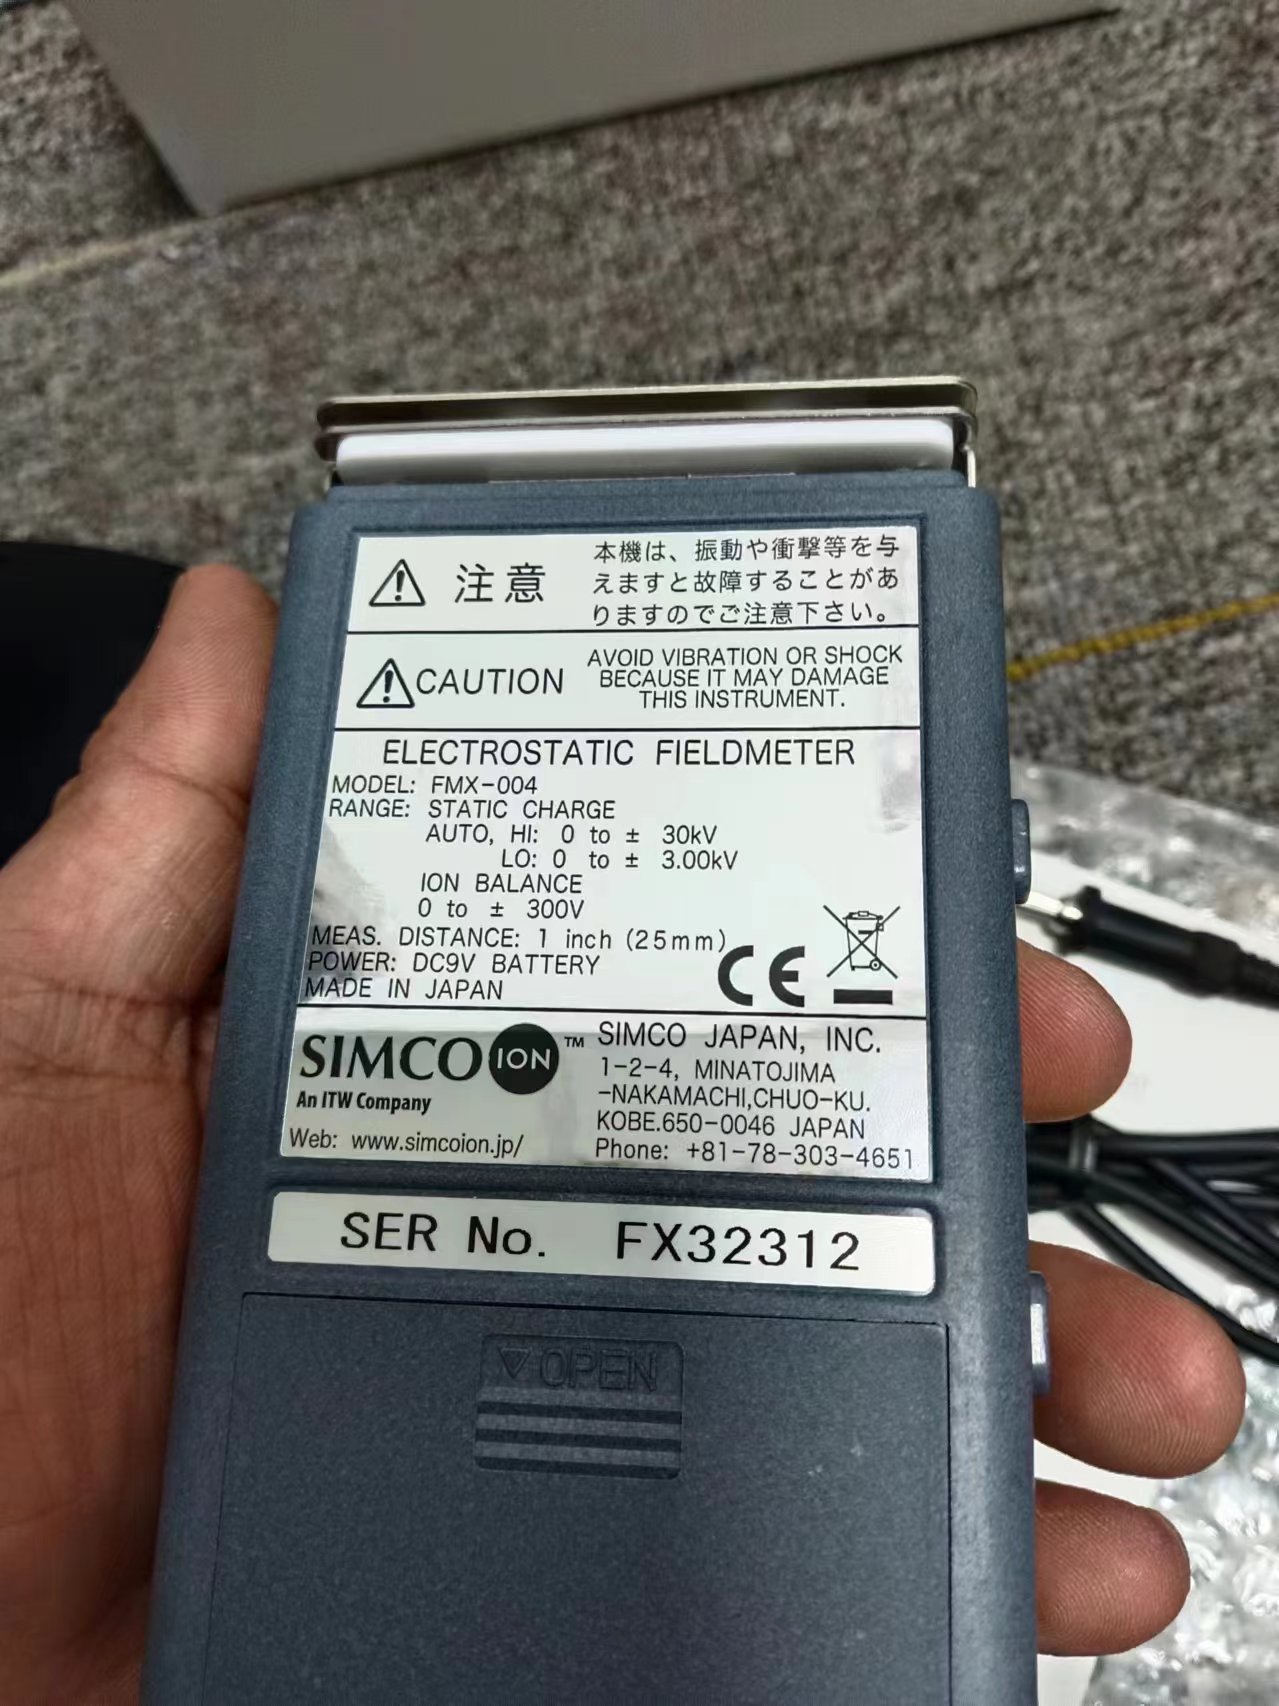 注意
本機は、振動や衝撃等を与
えますと故障することがあ
りますのでご注意下さい。
CAUTION
AVOID VIBRATION OR SHOCK
BECAUSE IT MAY DAMAGE
THIS INSTRUMENT.
ELECTROSTATIC FIELDMETER
MODEL: FMX-004
RANGE: STATIC CHARGE
AUTO, HI: 0 to ± 30kV
LO: 0 to ± 3.00kV
ION BALANCE
0 to ± 300V
MEAS. DISTANCE: 1 inch (25mm)
POWER: DC9V BATTERY
MADE IN JAPAN
CE
SIMCO ION ™
An ITW Company
Web: www.simcoion.jp/
SIMCO JAPAN, INC.
1-2-4, MINATOJIMA
-NAKAMACHI,CHUO-KU.
KOBE.650-0046 JAPAN
Phone: +81-78-303-4651
SER No. FX32312
OPEN